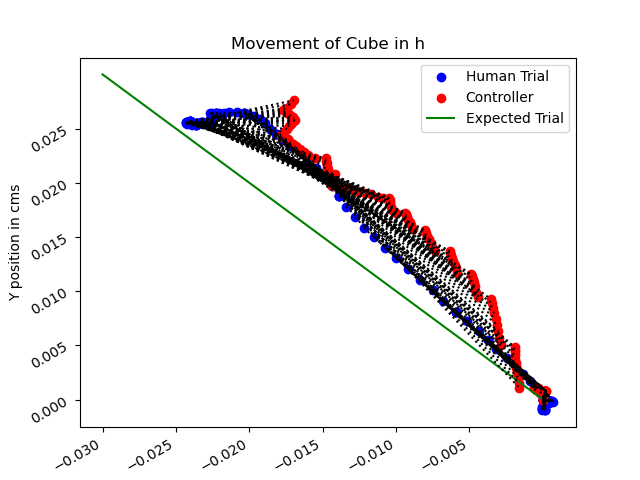 Movement of Cube in h
Human Trial
Controller
Expected Trial
Y position in cms
0.025
0.020
0.015
0.010
0.005
0.000
−0.030 −0.025 −0.020 −0.015 −0.010 −0.005